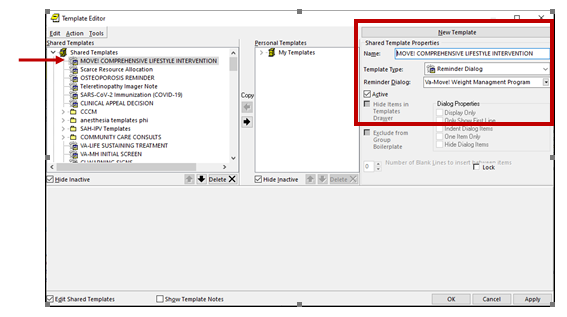 Template Editor
Edit Action Tools
New Template
Shared Templates
Personal Templates
Shared Template Properties
Shared Templates
My Templates
Name: MOVE! COMPREHENSIVE LIFESTYLE INTERVENTION
MOVE! COMPREHENSIVE LIFESTYLE INTERVENTION
Scarce Resource Allocation
Template Type: Reminder Dialog
OSTEOPOROSIS REMINDER
Reminder Dialog: Va-Move! Weight Managment Program
Teleretinopathy Imager Note
SARS-CoV-2 Immunization (COVID-19)
Copy
Active
CLINICAL APPEAL DECISION
Hide Items in Templates Drawer
Dialog Properties
CCCM
Display Only
anesthesia templates phi
Only Show First Line
SAH-IPV Templates
Indent Dialog Items
COMMUNITY CARE CONSULTS
Exclude from Group Boilerplate
One Item Only
VA-LIFE SUSTAINING TREATMENT
Hide Dialog Items
VA-MH INITIAL SCREEN
0 Number of Blank Lines to insert between items
Lock
Hide Inactive
Delete
Hide Inactive
Delete
Edit Shared Templates
Show Template Notes
OK
Cancel
Apply